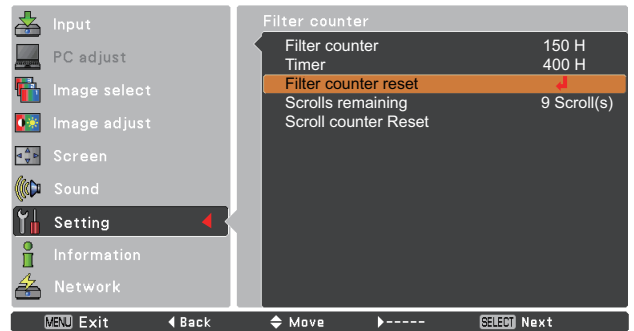 Input
PC adjust
Image select
Image adjust
Screen
Sound
Setting
Information
Network
Filter counter
Filter counter 150 H
Timer 400 H
Filter counter reset
Scrolls remaining 9 Scroll(s)
Scroll counter Reset
MENU Exit Back Move ----- SELECT Next